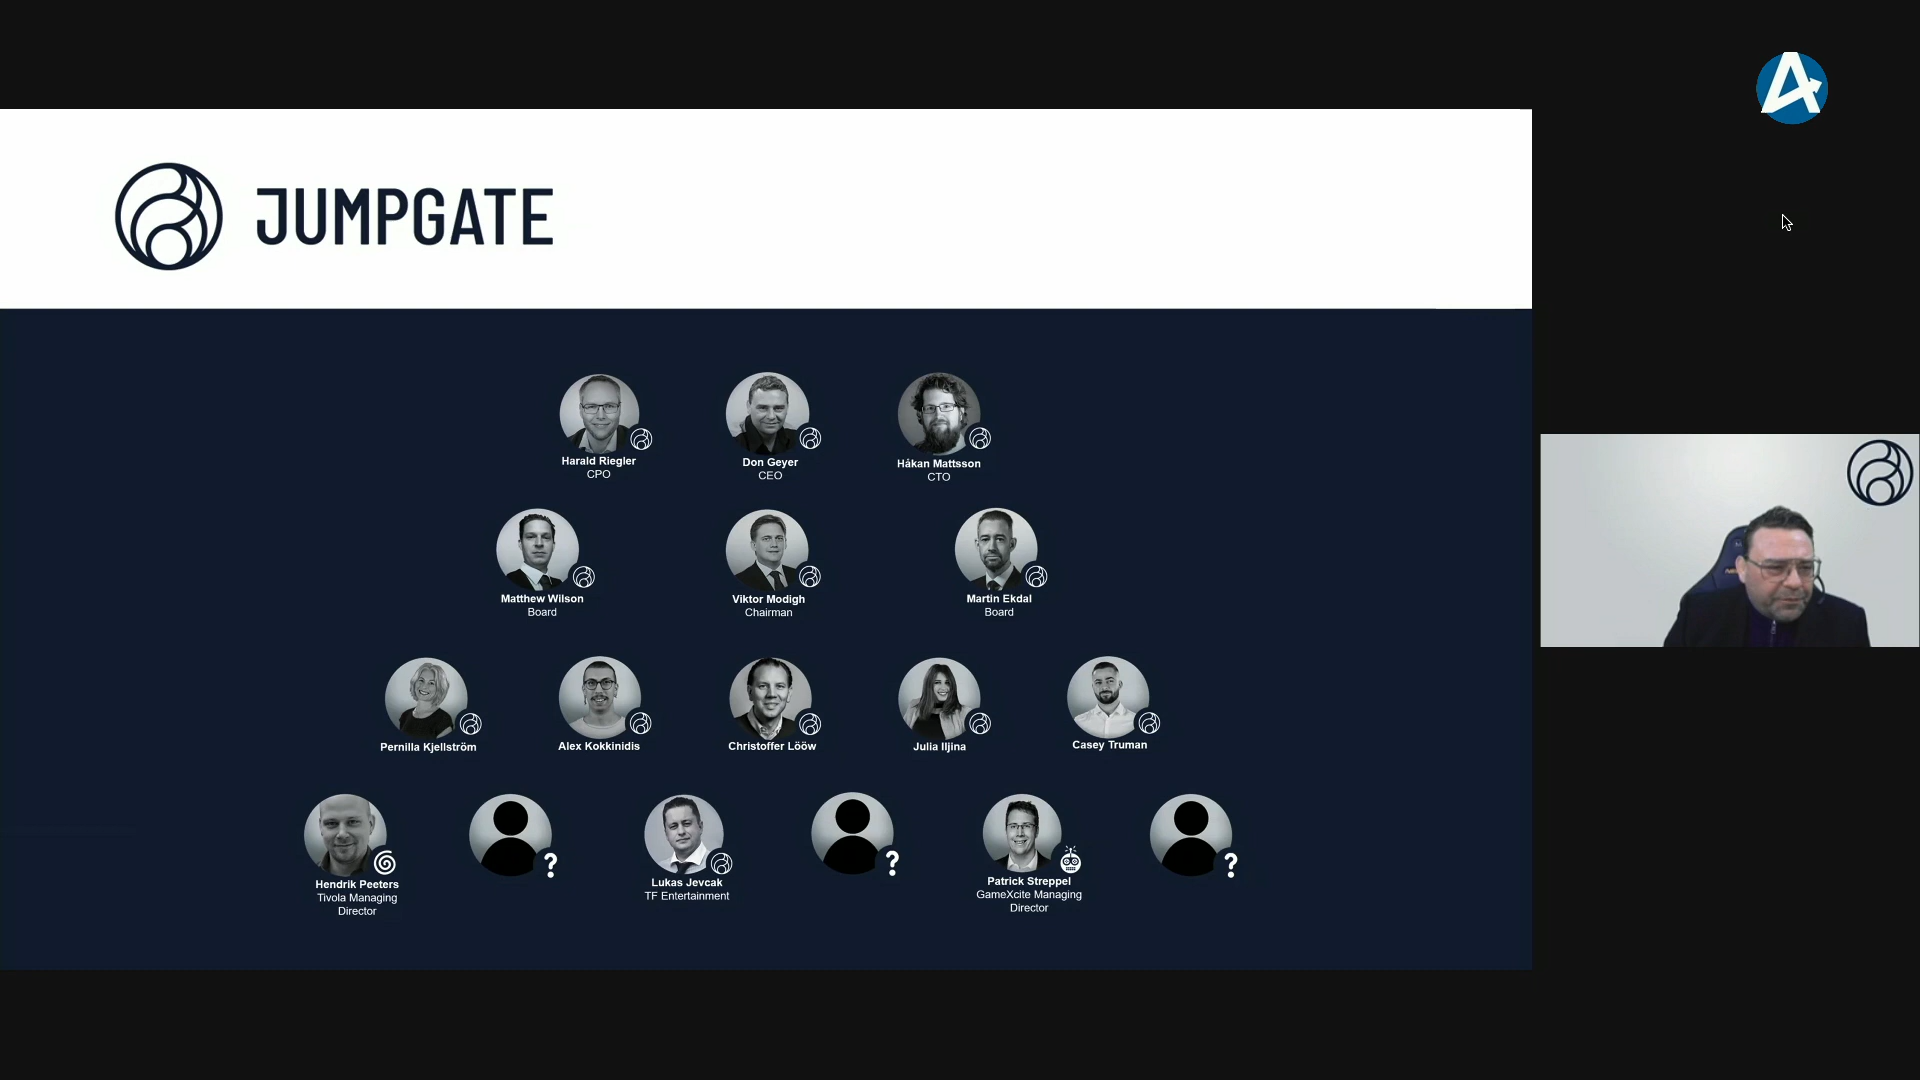 JUMPGATE
Harald Riegler
CPO
Don Geyer
CEO
Håkan Mattsson
CTO
Matthew Wilson
Board
Viktor Modigh
Chairman
Martin Ekdal
Board
Pernilla Kjellström
Alex Kokkinidis
Christoffer Lööw
Julia Iljina
Casey Truman
Hendrik Peeters
Tivola Managing
Director
?
Lukas Jevcak
TF Entertainment
?
Patrick Streppel
GameXcite Managing
Director
?